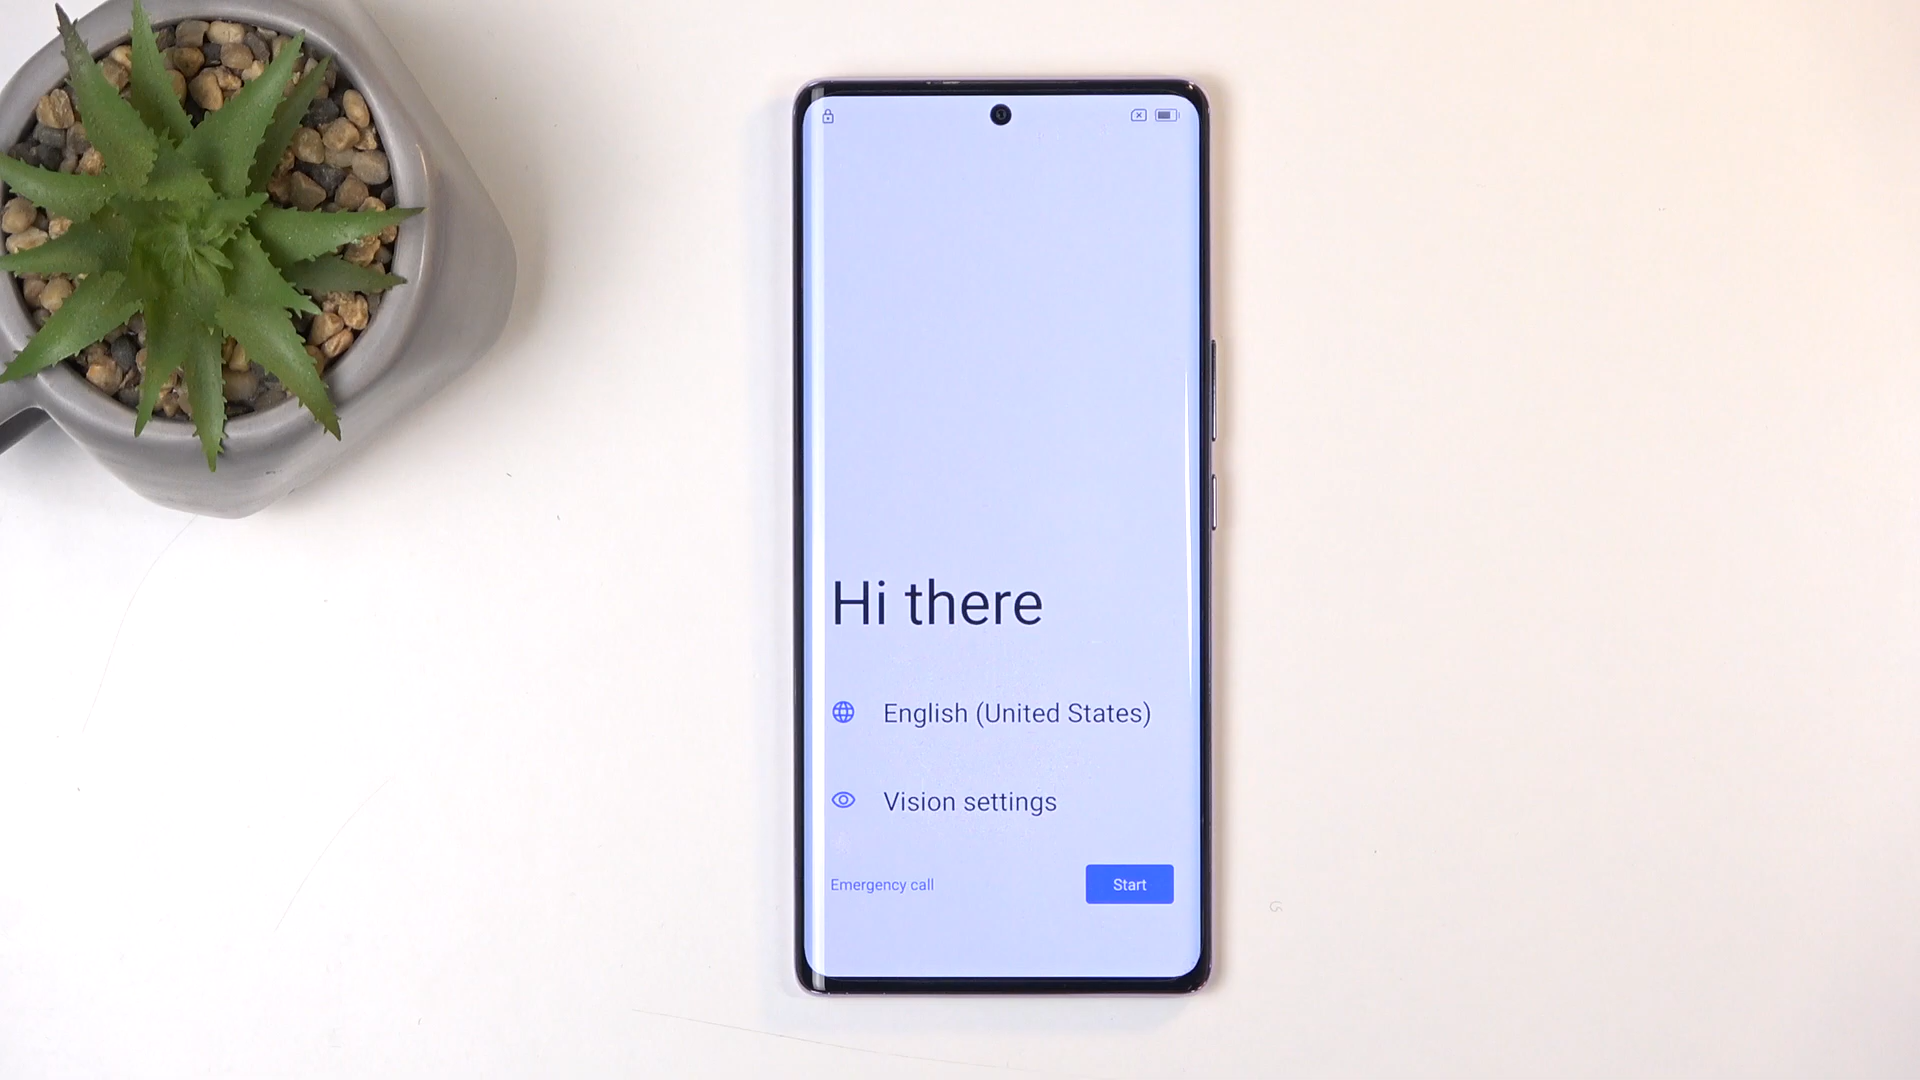 Hi there
English (United States)
Vision settings
Emergency call
Start